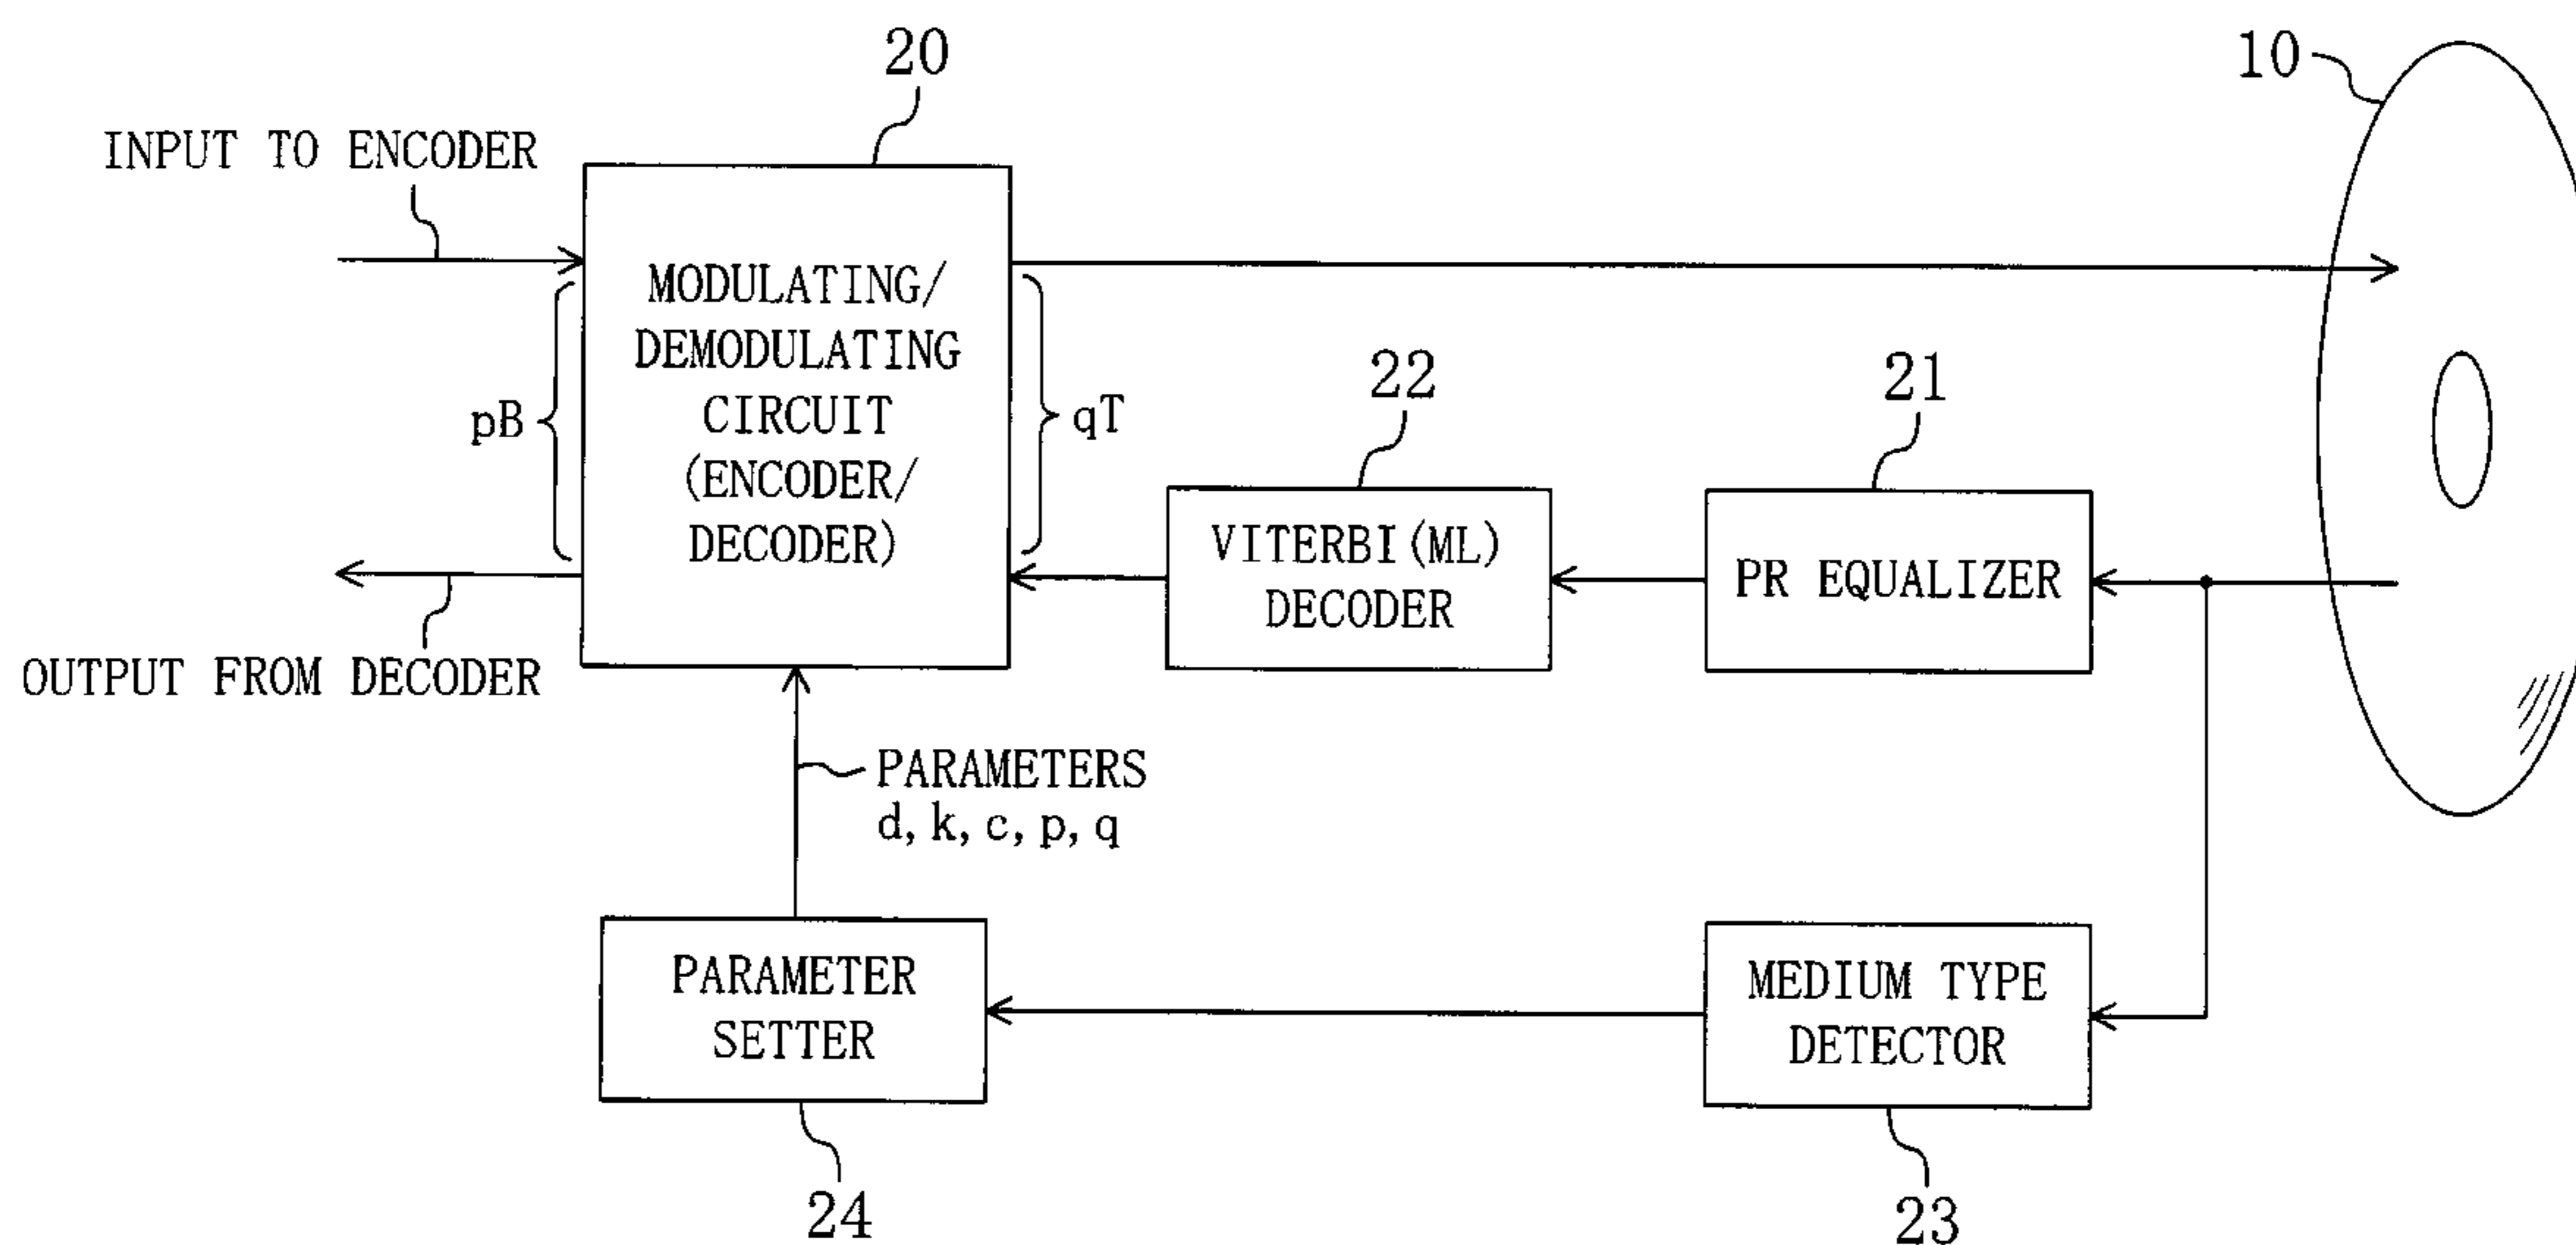 20
10
INPUT TO ENCODER
MODULATING/
DEMODULATING
CIRCUIT
(ENCODER/
DECODER)
pB
qT
22
21
VITERBI(ML)
DECODER
PR EQUALIZER
OUTPUT FROM DECODER
PARAMETERS
d, k, c, p, q
PARAMETER
SETTER
MEDIUM TYPE
DETECTOR
24
23